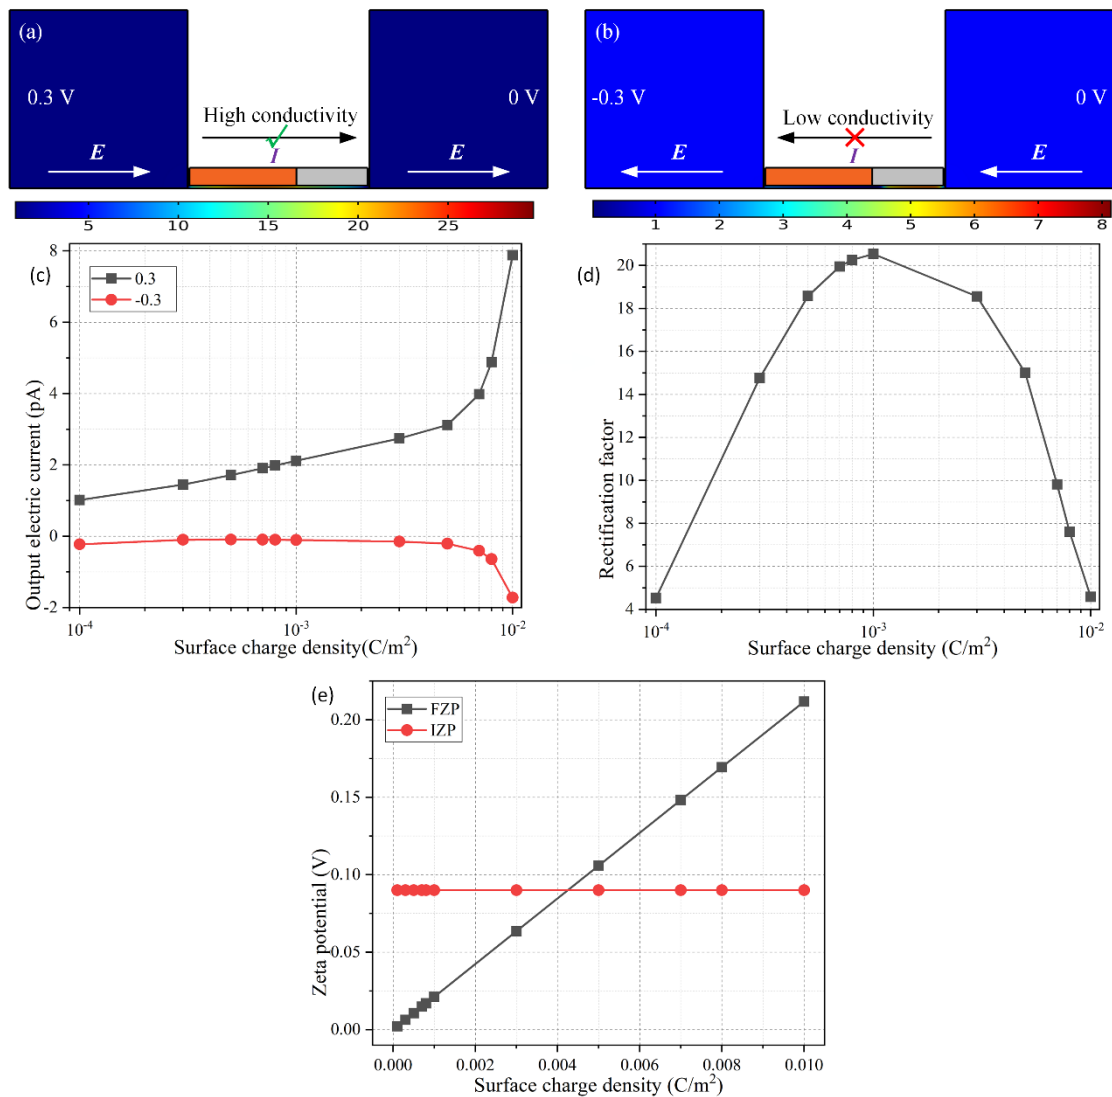 (a)
0.3 V
High conductivity
0 V
E
I
E
5 10 15 20 25
(b)
-0.3 V
Low conductivity
0 V
E
I
E
1 2 3 4 5 6 7 8
(c)
0.3
-0.3
Output electric current (pA)
8
6
4
2
0
-2
10⁻⁴ 10⁻³ 10⁻²
Surface charge density(C/m²)
(d)
Rectification factor
20
18
16
14
12
10
8
6
4
10⁻⁴ 10⁻³ 10⁻²
Surface charge density (C/m²)
(e)
FZP
IZP
Zeta potential (V)
0.20
0.15
0.10
0.05
0.00
0.000 0.002 0.004 0.006 0.008 0.010
Surface charge density (C/m²)